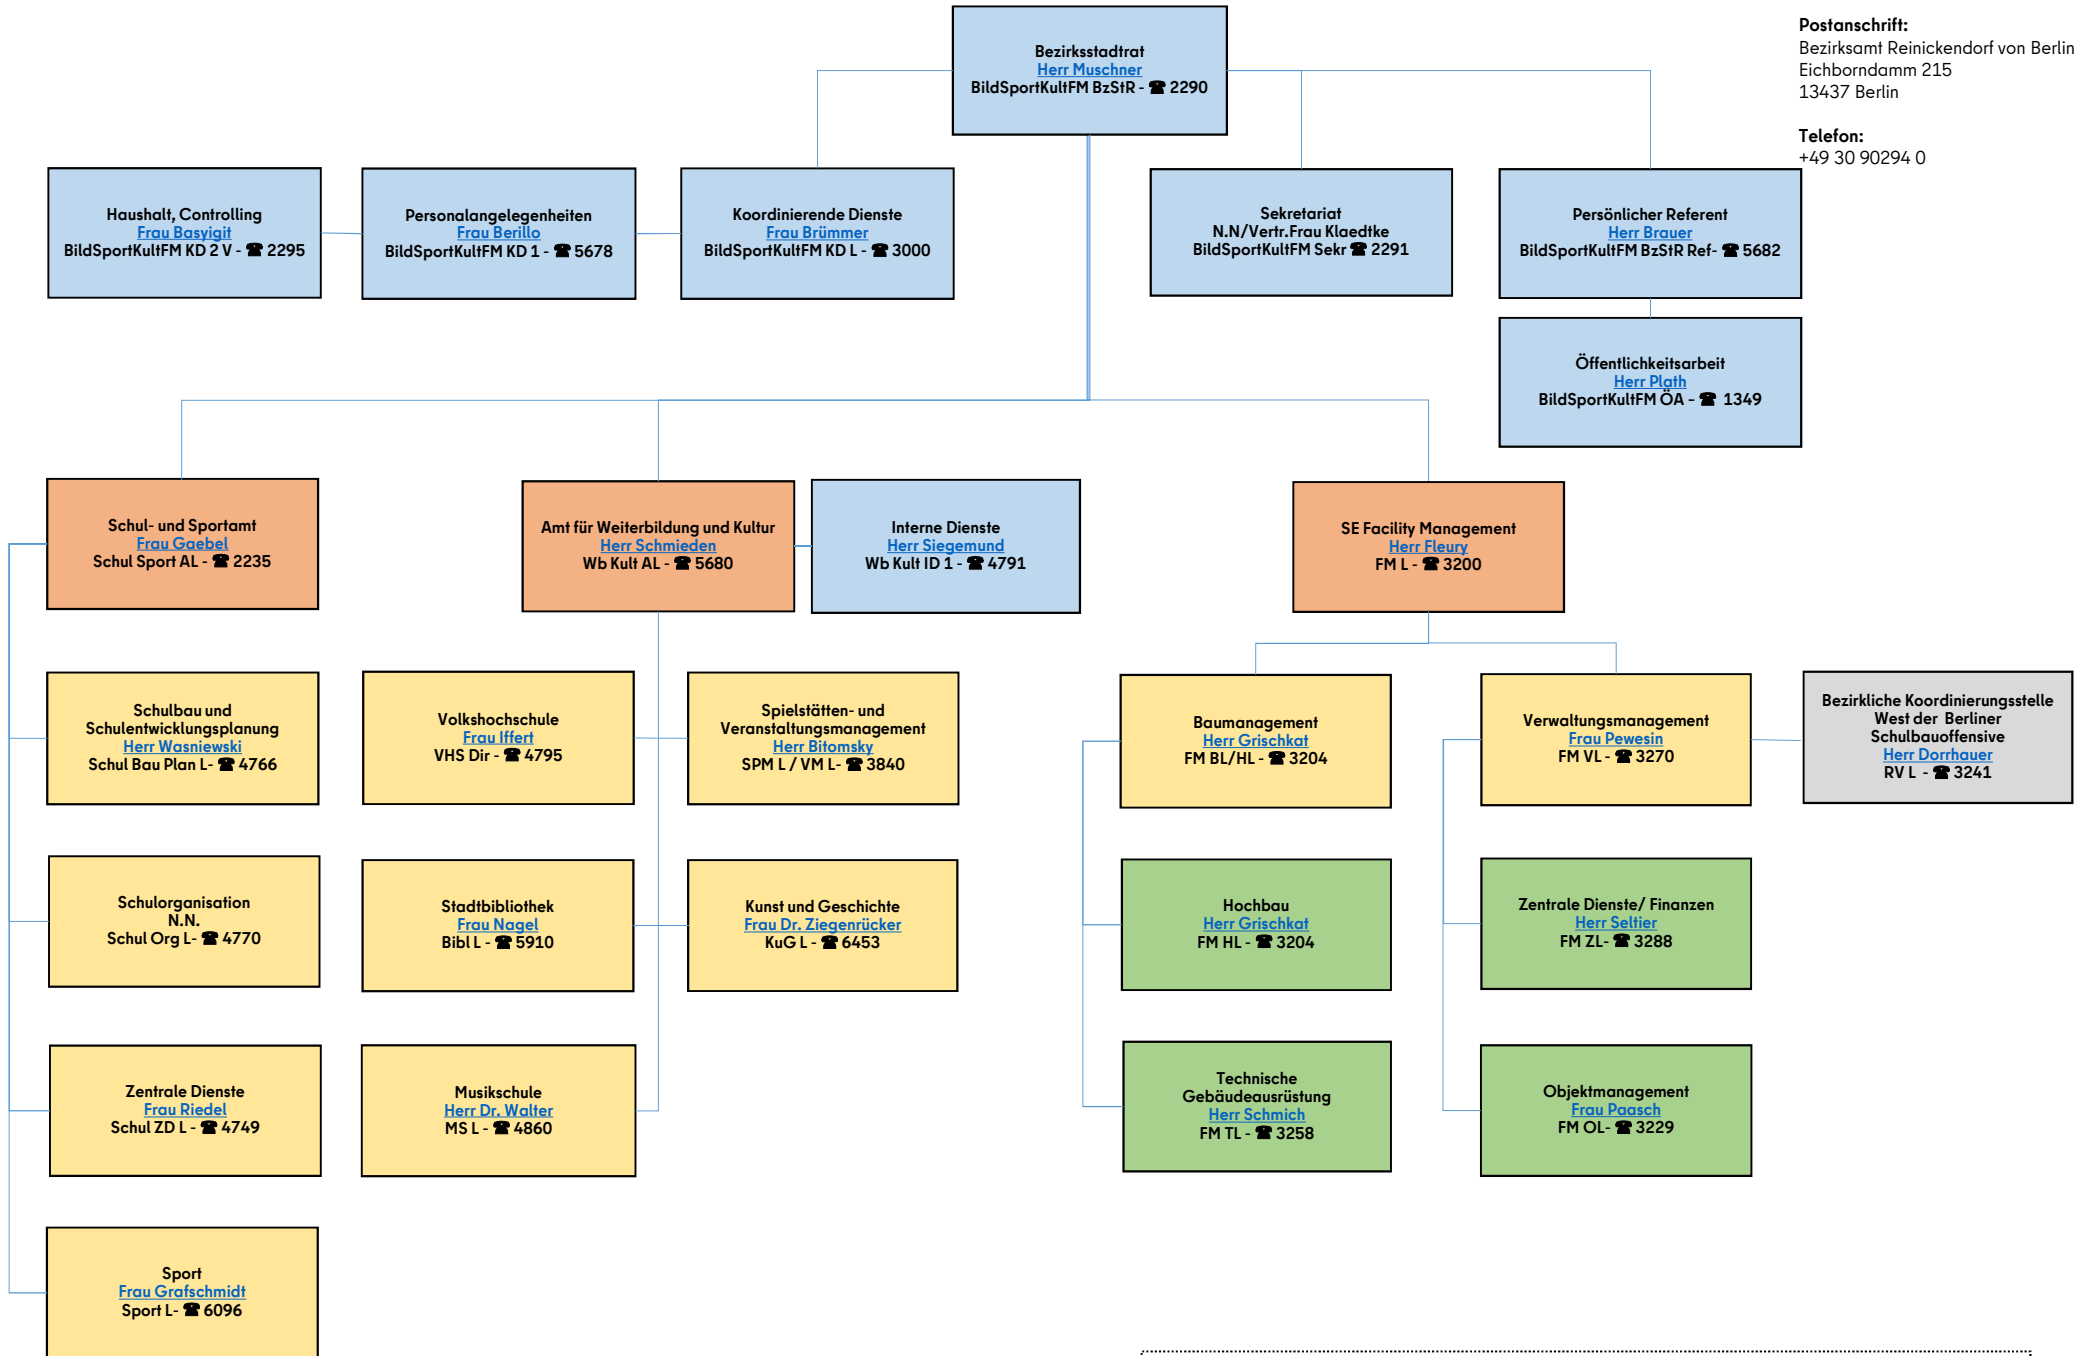 Postanschrift:
Bezirksamt Reinickendorf von Berlin
Eichborndamm 215
13437 Berlin
Telefon:
+49 30 90294 0
Bezirksstadtrat
Herr Muschner
BildSportKultFM BzStR - ☎ 2290
Haushalt, Controlling
Frau Basyigit
BildSportKultFM KD 2 V - ☎ 2295
Personalangelegenheiten
Frau Berillo
BildSportKultFM KD 1 - ☎ 5678
Koordinierende Dienste
Frau Brümmer
BildSportKultFM KD L - ☎ 3000
Sekretariat
N.N/Vertr.Frau Klaedtke
BildSportKultFM Sekr ☎ 2291
Persönlicher Referent
Herr Brauer
BildSportKultFM BzStR Ref- ☎ 5682
Öffentlichkeitsarbeit
Herr Plath
BildSportKultFM ÖA - ☎ 1349
Schul- und Sportamt
Frau Gaebel
Schul Sport AL - ☎ 2235
Amt für Weiterbildung und Kultur
Herr Schmieden
Wb Kult AL - ☎ 5680
Interne Dienste
Herr Siegemund
Wb Kult ID 1 - ☎ 4791
SE Facility Management
Herr Fleury
FM L - ☎ 3200
Schulbau und
Schulentwicklungsplanung
Herr Wasniewski
Schul Bau Plan L- ☎ 4766
Volkshochschule
Frau Iffert
VHS Dir - ☎ 4795
Spielstätten- und
Veranstaltungsmanagement
Herr Bitomsky
SPM L / VM L- ☎ 3840
Baumanagement
Herr Grischkat
FM BL/HL - ☎ 3204
Verwaltungsmanagement
Frau Pewesin
FM VL - ☎ 3270
Bezirkliche Koordinierungsstelle
West der Berliner
Schulbauoffensive
Herr Dorrhauer
RV L - ☎ 3241
Schulorganisation
N.N.
Schul Org L- ☎ 4770
Stadtbibliothek
Frau Nagel
Bibl L - ☎ 5910
Kunst und Geschichte
Frau Dr. Ziegenrücker
KuG L - ☎ 6453
Hochbau
Herr Grischkat
FM HL - ☎ 3204
Zentrale Dienste/ Finanzen
Herr Seltier
FM ZL- ☎ 3288
Zentrale Dienste
Frau Riedel
Schul ZD L - ☎ 4749
Musikschule
Herr Dr. Walter
MS L - ☎ 4860
Technische
Gebäudeausrüstung
Herr Schmich
FM TL - ☎ 3258
Objektmanagement
Frau Paasch
FM OL- ☎ 3229
Sport
Frau Grafschmidt
Sport L- ☎ 6096